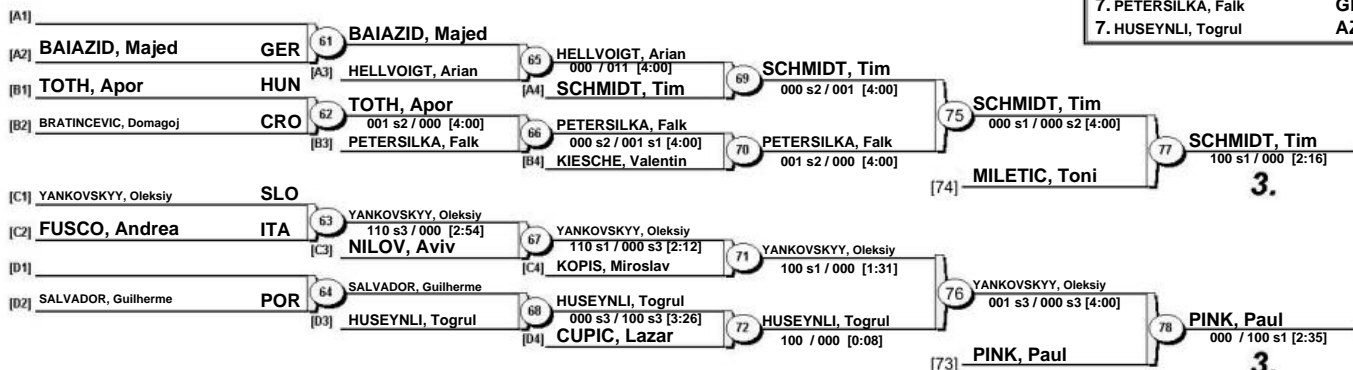 7. PETERSILKA, Falk
7. HUSEYNLI, Togrul
[A1]
[A2] BAIAZID, Majed GER
61
BAIAZID, Majed
[A3] HELLVOIGT, Arian
[B1] TOTH, Apor HUN
[B2] BRATINCEVIC, Domagoj CRO
62
TOTH, Apor
001 s2 / 000 [4:00]
[B3] PETERSILKA, Falk
65
HELLVOIGT, Arian
000 / 011 [4:00]
[A4] SCHMIDT, Tim
66
PETERSILKA, Falk
000 s2 / 001 s1 [4:00]
[B4] KIESCHE, Valentin
69
SCHMIDT, Tim
000 s2 / 001 [4:00]
70
PETERSILKA, Falk
001 s2 / 000 [4:00]
75
SCHMIDT, Tim
000 s1 / 000 s2 [4:00]
[74] MILETIC, Toni
77
SCHMIDT, Tim
100 s1 / 000 [2:16]
3.
[C1] YANKOVSKYY, Oleksiy SLO
[C2] FUSCO, Andrea ITA
63
YANKOVSKYY, Oleksiy
110 s3 / 000 [2:54]
[C3] NILOV, Aviv
[D1]
[D2] SALVADOR, Guilherme POR
64
SALVADOR, Guilherme
[D3] HUSEYNLI, Togrul
67
YANKOVSKYY, Oleksiy
110 s1 / 000 s3 [2:12]
[C4] KOPIS, Miroslav
68
HUSEYNLI, Togrul
000 s3 / 100 s3 [3:26]
[D4] CUPIC, Lazar
71
YANKOVSKYY, Oleksiy
100 s1 / 000 [1:31]
72
HUSEYNLI, Togrul
100 / 000 [0:08]
76
YANKOVSKYY, Oleksiy
001 s3 / 000 s3 [4:00]
[73] PINK, Paul
78
PINK, Paul
000 / 100 s1 [2:35]
3.